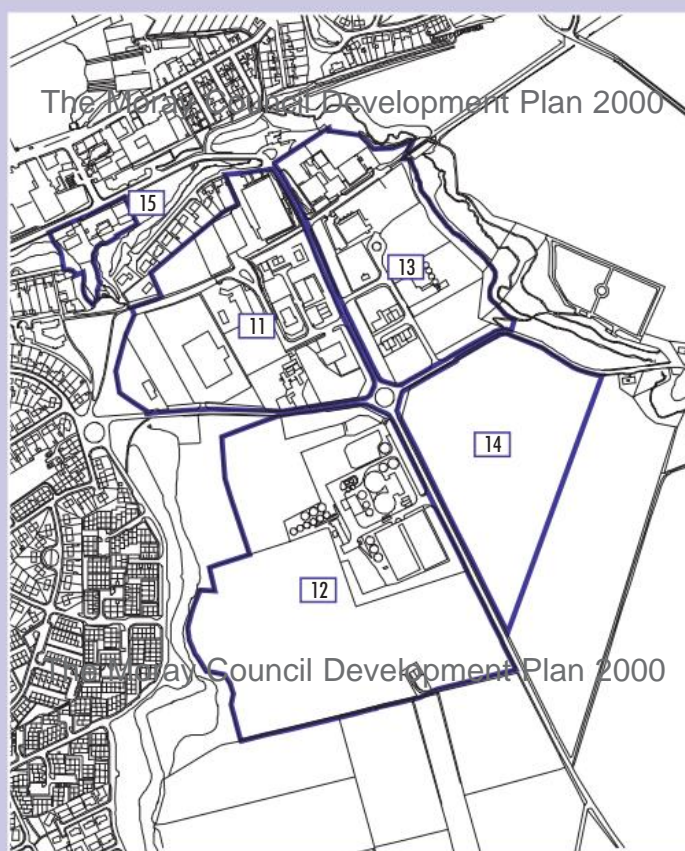 The Moray Council Development Plan 2000
15
13
11
14
12
The Moray Council Development Plan 2000